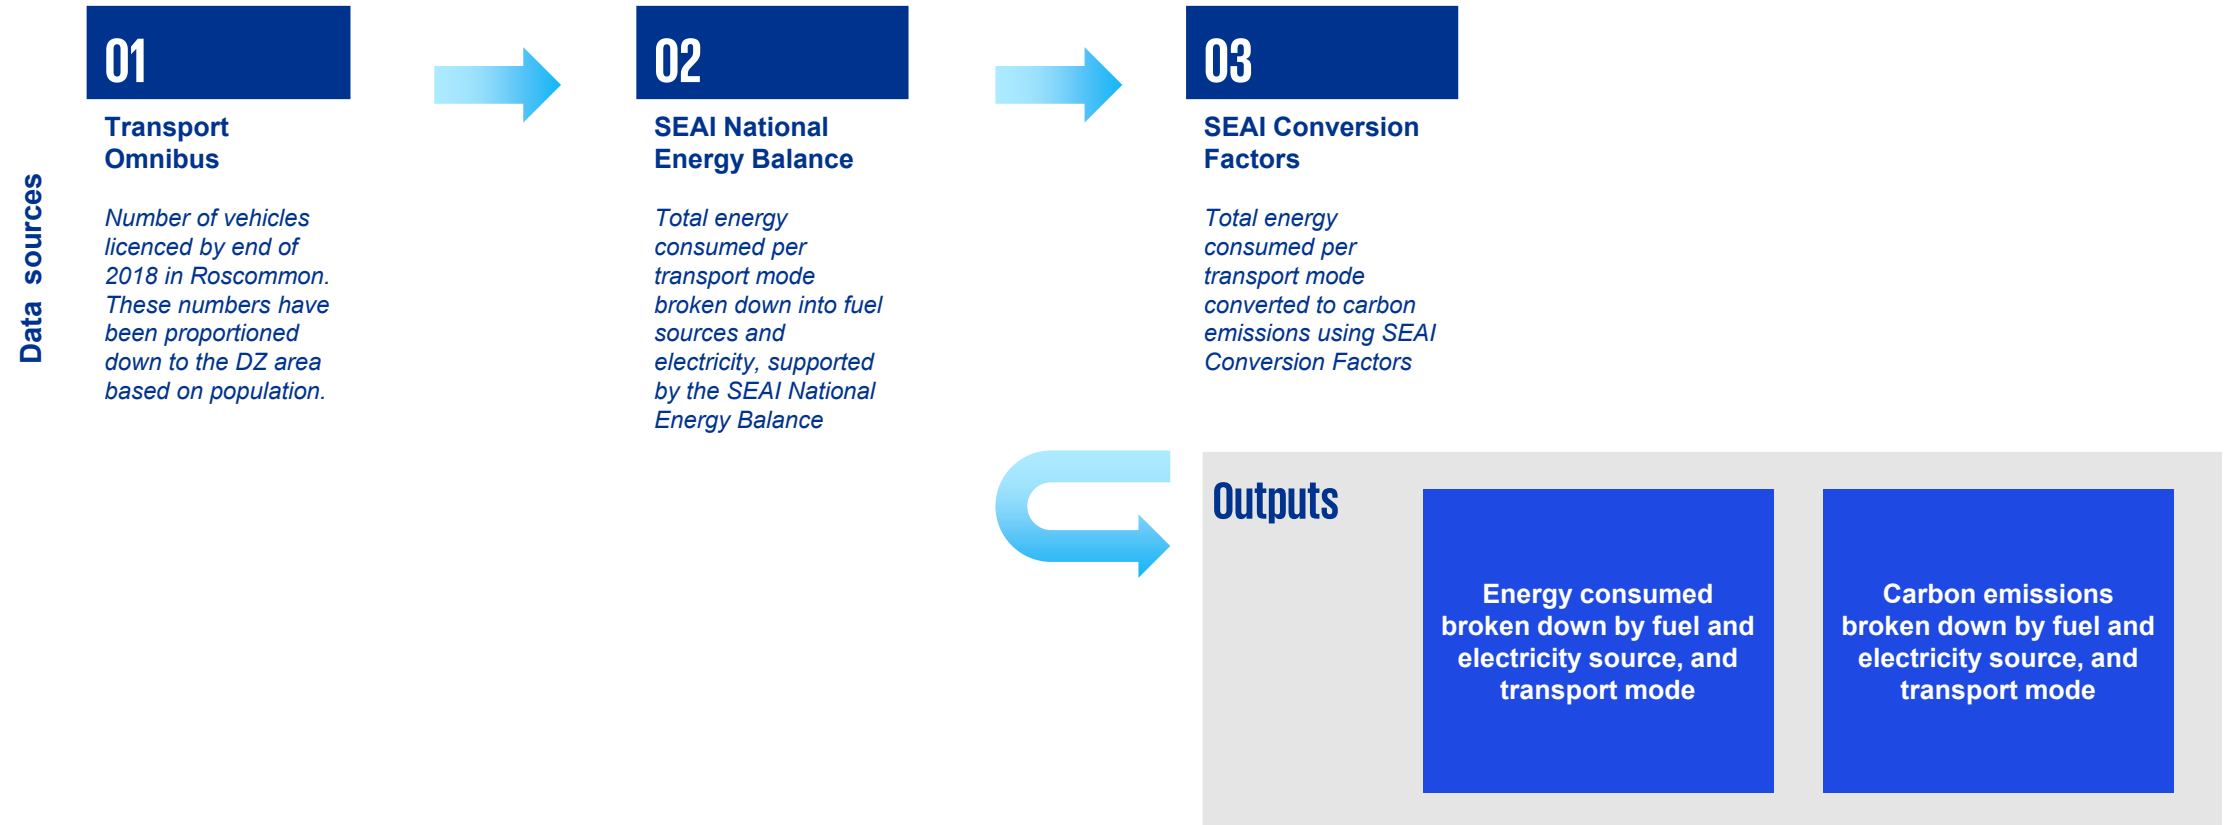 Data sources
01
Transport
Omnibus
Number of vehicles
licenced by end of
2018 in Roscommon.
These numbers have
been proportioned
down to the DZ area
based on population.
02
SEAI National
Energy Balance
Total energy
consumed per
transport mode
broken down into fuel
sources and
electricity, supported
by the SEAI National
Energy Balance
03
SEAI Conversion
Factors
Total energy
consumed per
transport mode
converted to carbon
emissions using SEAI
Conversion Factors
Outputs
Energy consumed
broken down by fuel and
electricity source, and
transport mode
Carbon emissions
broken down by fuel and
electricity source, and
transport mode